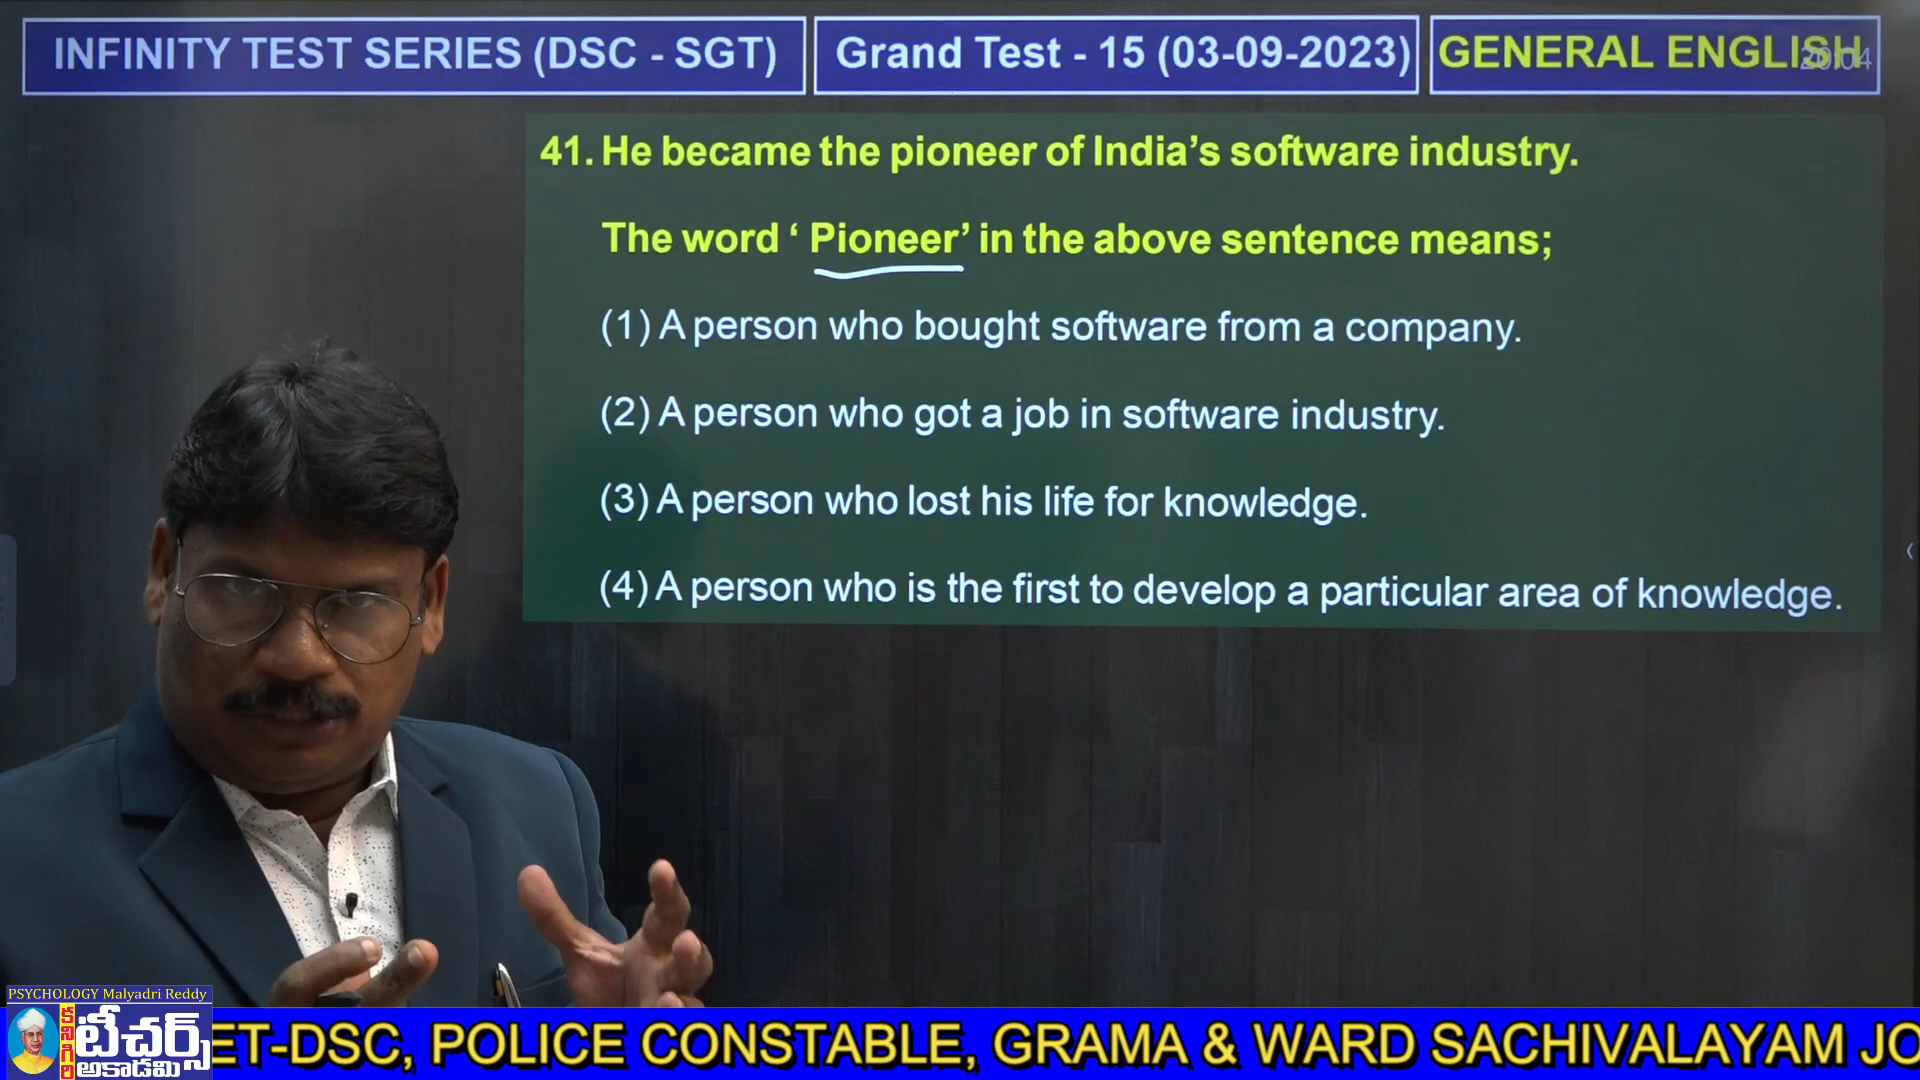 INFINITY TEST SERIES (DSC - SGT)
Grand Test - 15 (03-09-2023)
GENERAL ENGLISH
20:04
41. He became the pioneer of India’s software industry.
The word ‘ Pioneer’ in the above sentence means;
(1) A person who bought software from a company.
(2) A person who got a job in software industry.
(3) A person who lost his life for knowledge.
(4) A person who is the first to develop a particular area of knowledge.
PSYCHOLOGY Malyadri Reddy
కనిగిరి
టీచర్స్
అకాడమి
ET-DSC, POLICE CONSTABLE, GRAMA & WARD SACHIVALAYAM JO